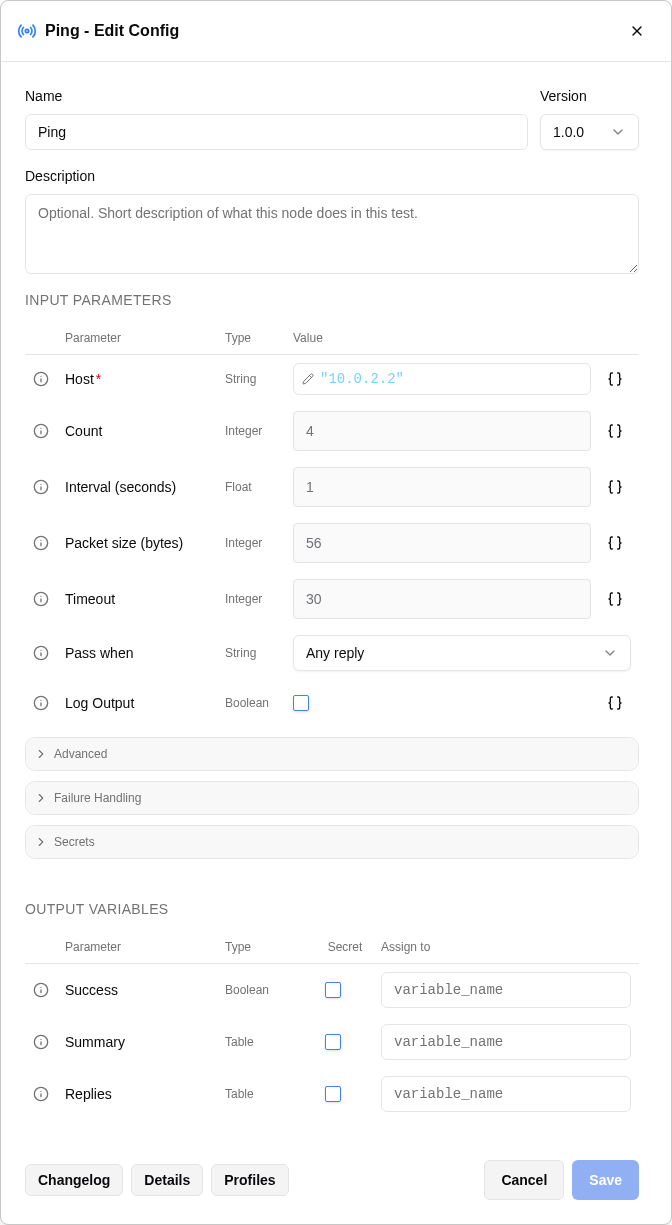 Ping - Edit Config
Name Version
Ping 1.0.0
Description
Optional. Short description of what this node does in this test.
INPUT PARAMETERS
Parameter Type Value
Host* String "10.0.2.2" {}
Count Integer 4 {}
Interval (seconds) Float 1 {}
Packet size (bytes) Integer 56 {}
Timeout Integer 30 {}
Pass when String Any reply
Log Output Boolean {}
Advanced
Failure Handling
Secrets
OUTPUT VARIABLES
Parameter Type Secret Assign to
Success Boolean variable_name
Summary Table variable_name
Replies Table variable_name
Changelog Details Profiles Cancel Save